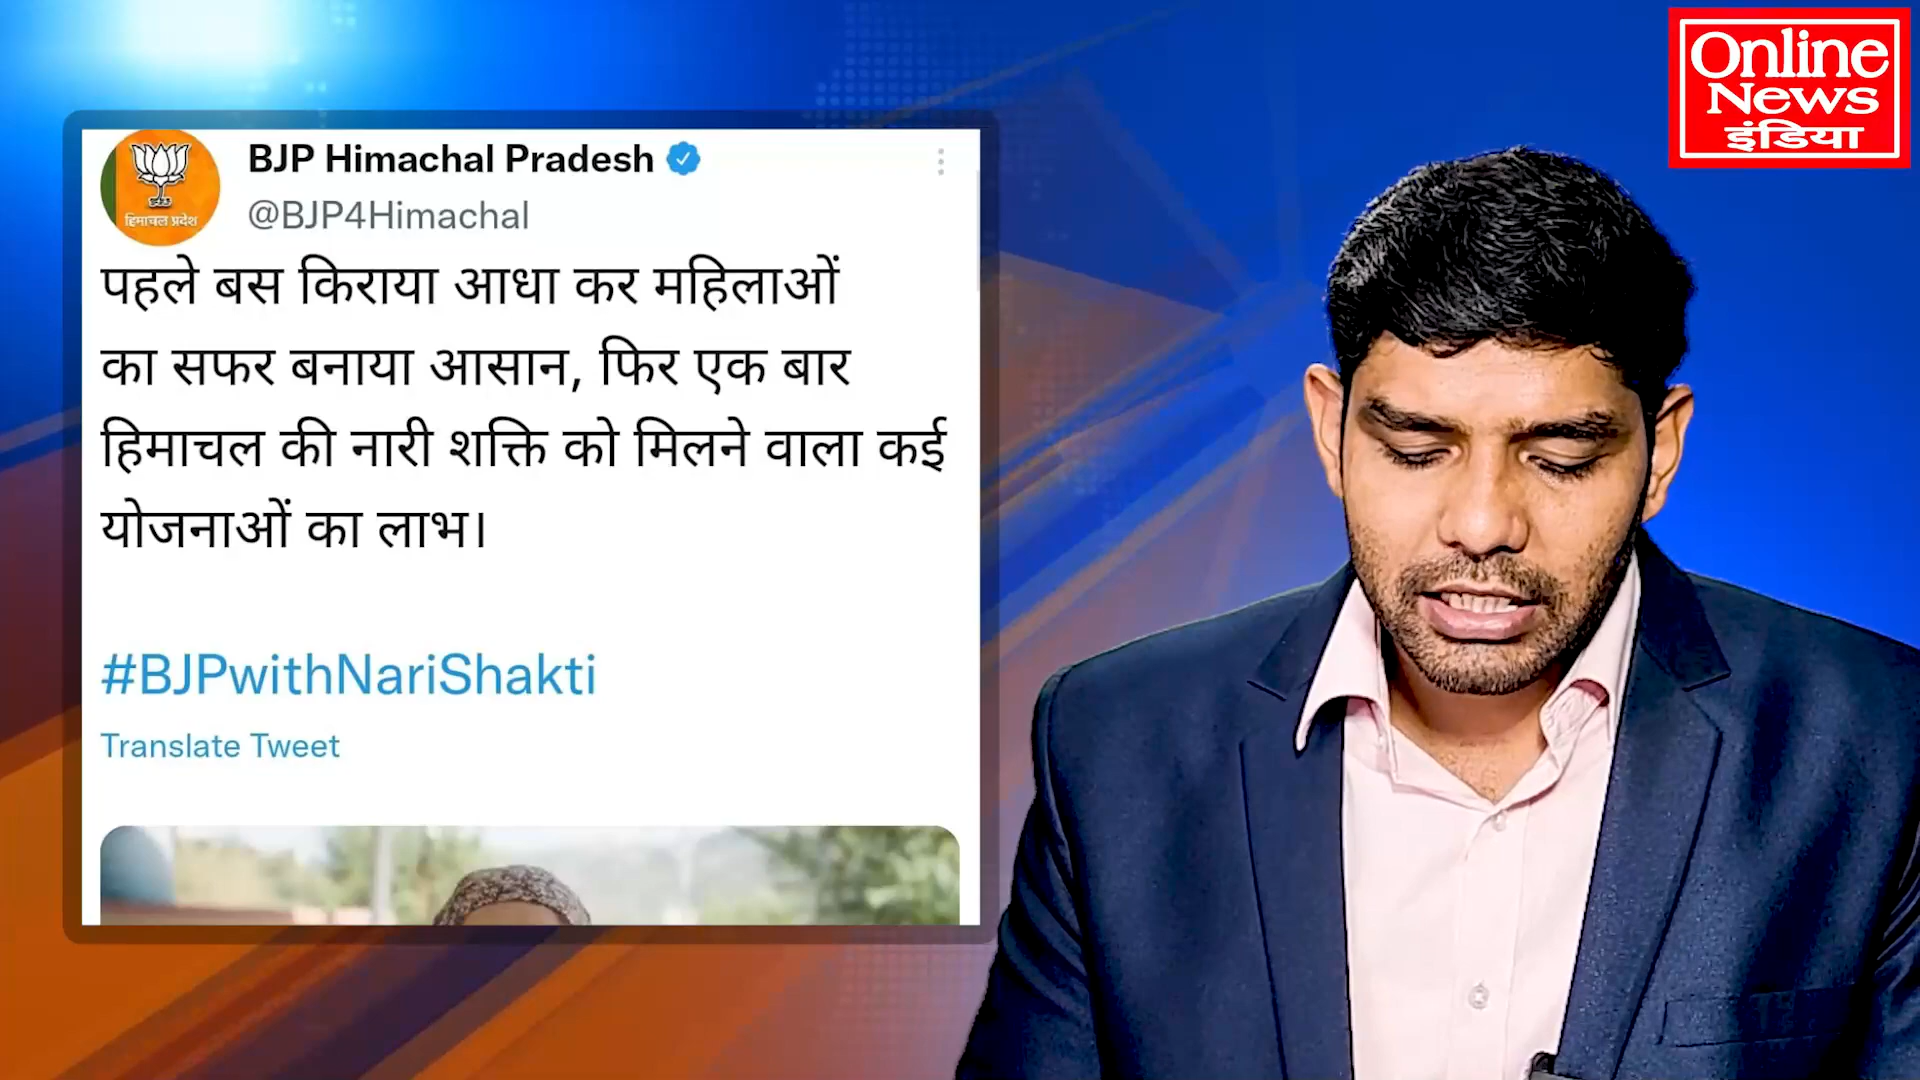 Online
News
इंडिया
BJP Himachal Pradesh
@BJP4Himachal
हिमाचल प्रदेश
पहले बस किराया आधा कर महिलाओं
का सफर बनाया आसान, फिर एक बार
हिमाचल की नारी शक्ति को मिलने वाला कई
योजनाओं का लाभ।
#BJPwithNariShakti
Translate Tweet